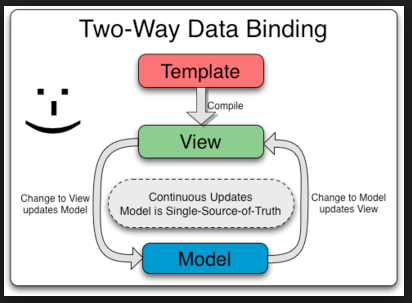 Two-Way Data Binding
Template
Compile
View
Continuous Updates
Model is Single-Source-of-Truth
Change to View
updates Model
Change to Model
updates View
Model